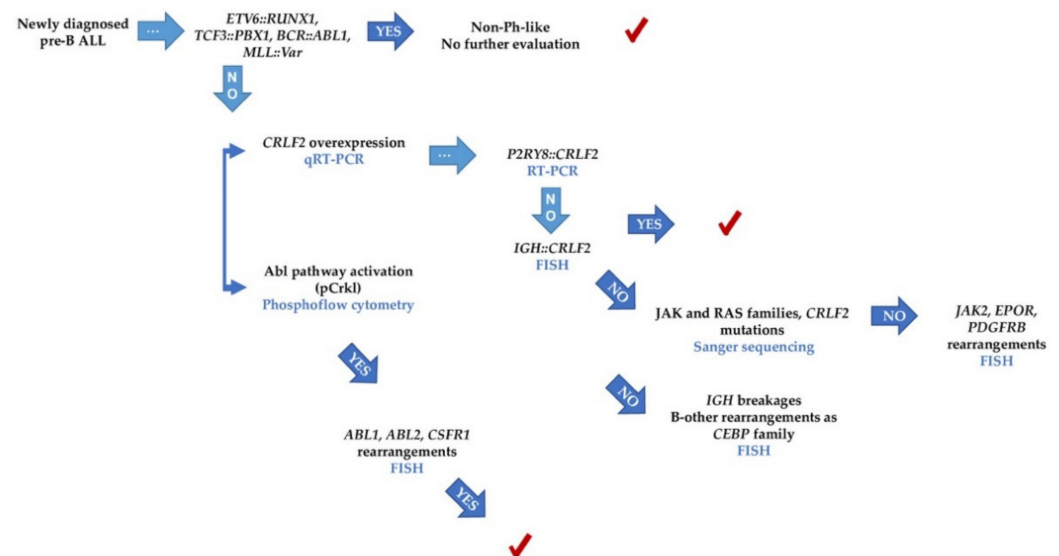 Newly diagnosed
pre-B ALL
...
ETV6::RUNX1,
TCF3::PBX1, BCR::ABL1,
MLL::Var
YES
Non-Ph-like
No further evaluation
NO
CRLF2 overexpression
qRT-PCR
...
P2RY8::CRLF2
RT-PCR
NO
IGH::CRLF2
FISH
YES
Abl pathway activation
(pCrkl)
Phosphoflow cytometry
NO
JAK and RAS families, CRLF2
mutations
Sanger sequencing
NO
JAK2, EPOR,
PDGFRB
rearrangements
FISH
YES
NO
IGH breakages
B-other rearrangements as
CEBP family
FISH
ABL1, ABL2, CSFR1
rearrangements
FISH
YES